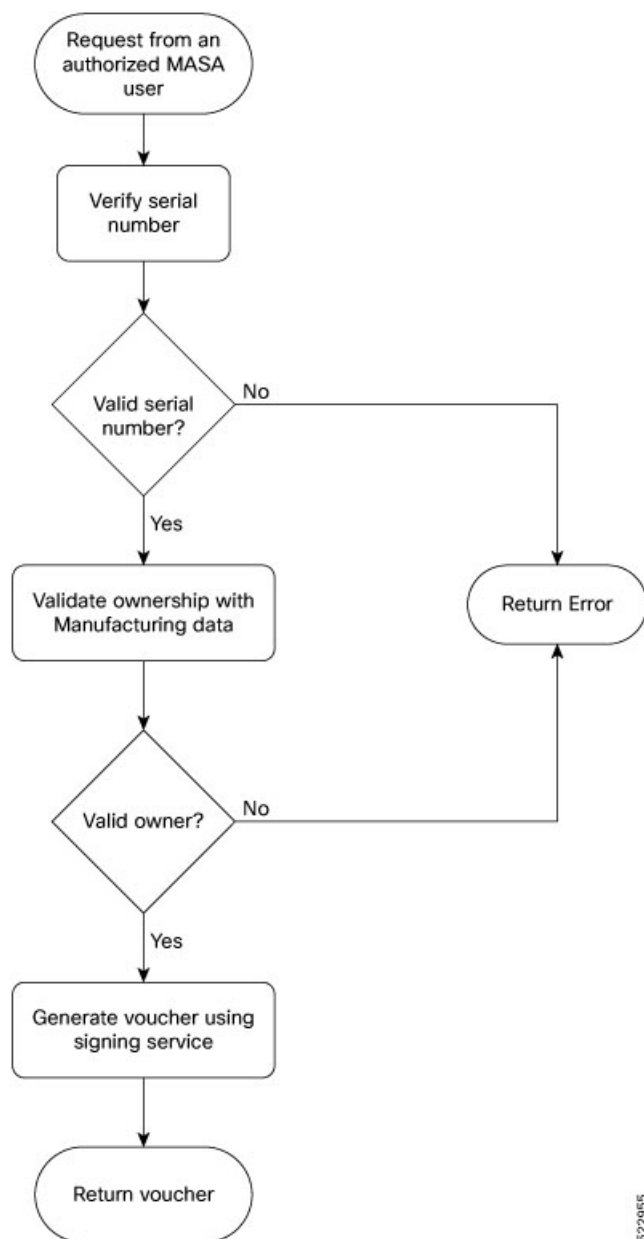 Request from an
authorized MASA
user
Verify serial
number
Valid serial
number?
No
Yes
Validate ownership with
Manufacturing data
Return Error
Valid owner?
No
Yes
Generate voucher using
signing service
Return voucher